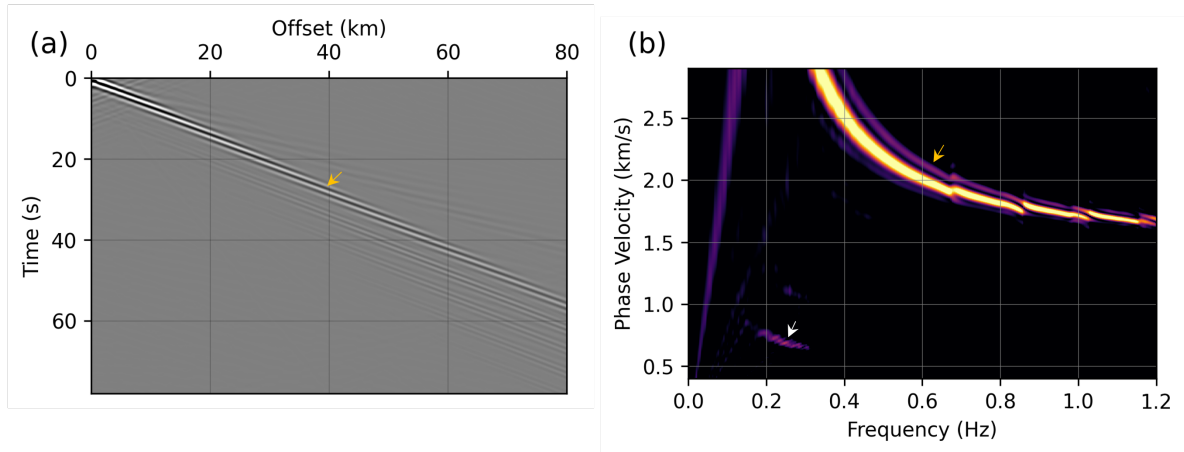 (a)
Offset (km)
0 20 40 60 80
0
20
40
60
Time (s)
(b)
2.5
2.0
1.5
1.0
0.5
Phase Velocity (km/s)
0.0 0.2 0.4 0.6 0.8 1.0 1.2
Frequency (Hz)